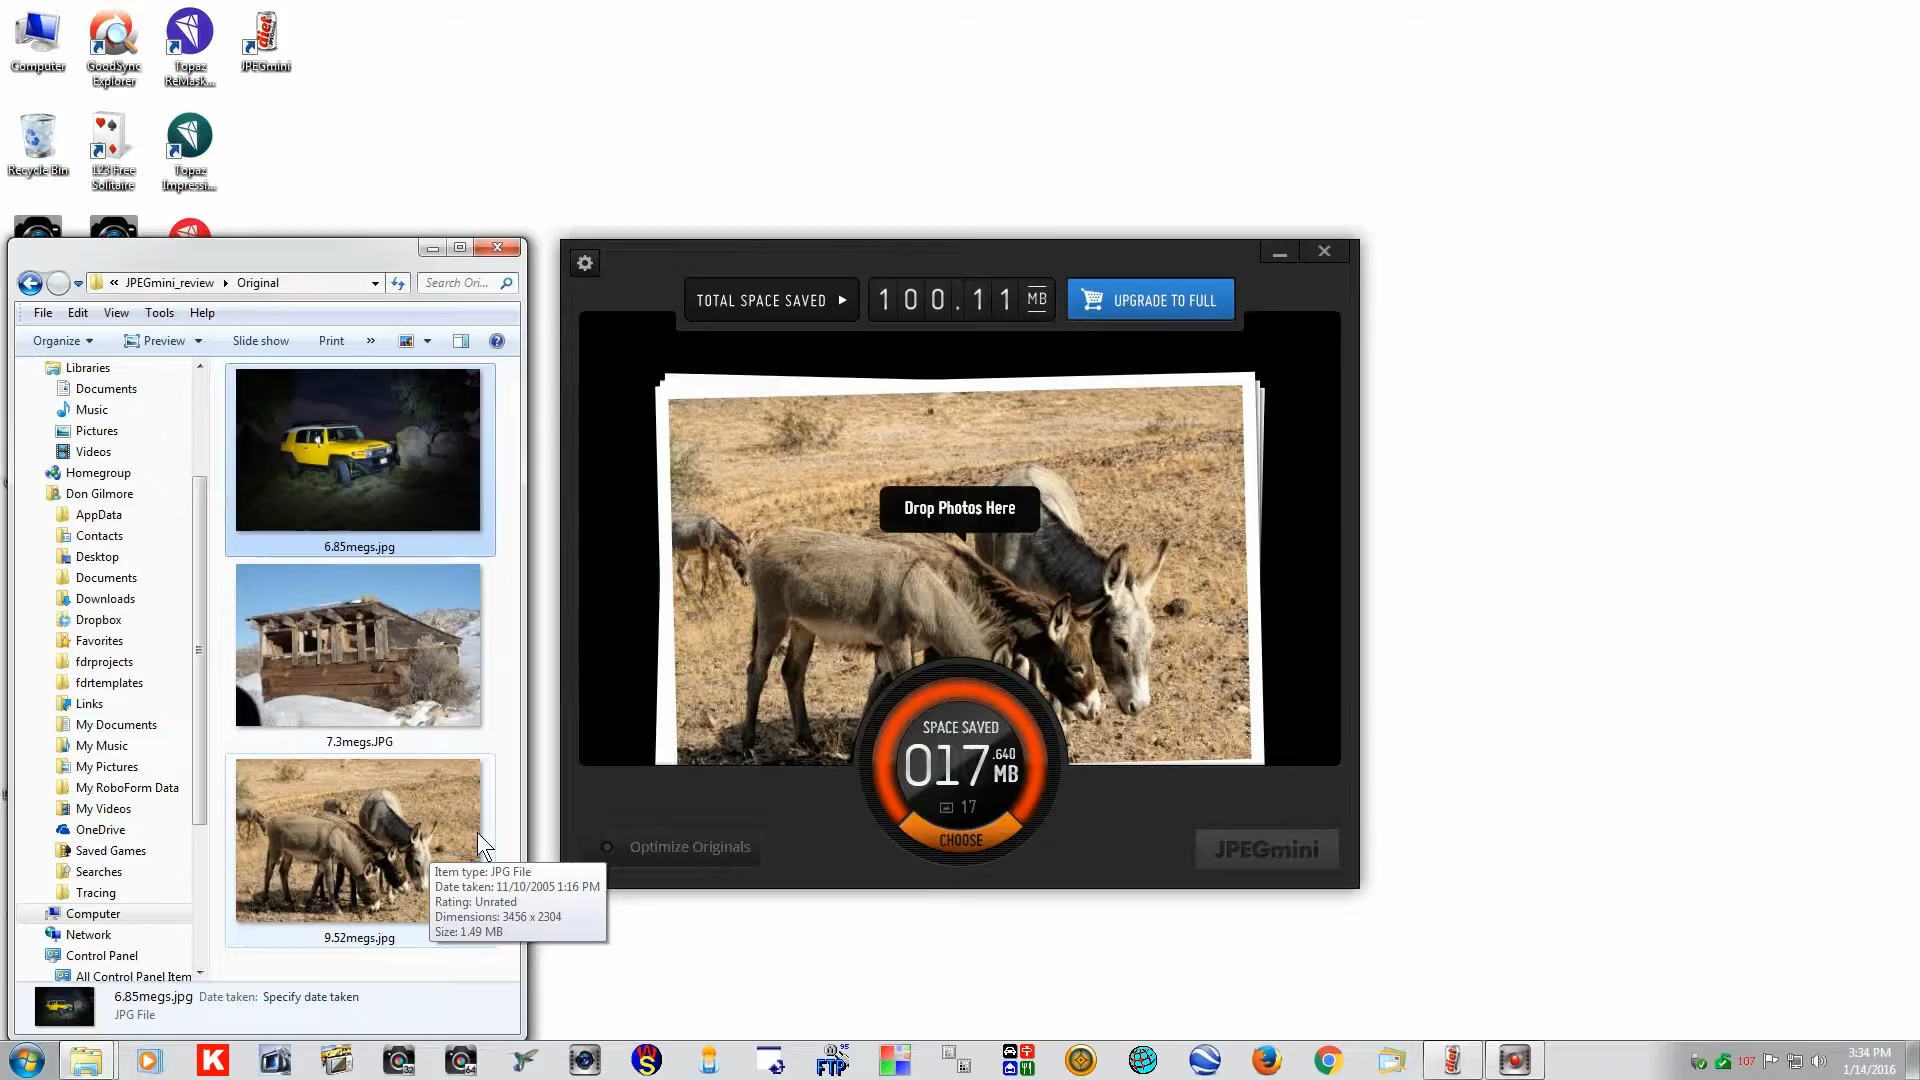 Computer
GoodSync Explorer
Topaz ReMask...
JPEGmini
Recycle Bin
123 Free Solitaire
Topaz Impressi...
« JPEGmini_review ▸ Original
Search Ori...
File Edit View Tools Help
Organize Preview Slide show Print »
Libraries
Documents
Music
Pictures
Videos
Homegroup
Don Gilmore
AppData
Contacts
Desktop
Documents
Downloads
Dropbox
Favorites
fdrprojects
fdrtemplates
Links
My Documents
My Music
My Pictures
My RoboForm Data
My Videos
OneDrive
Saved Games
Searches
Tracing
Computer
Network
Control Panel
All Control Panel Item
6.85megs.jpg
7.3megs.JPG
9.52megs.jpg
Item type: JPG File
Date taken: 11/10/2005 1:16 PM
Rating: Unrated
Dimensions: 3456 x 2304
Size: 1.49 MB
6.85megs.jpg Date taken: Specify date taken
JPG File
TOTAL SPACE SAVED ▸ 100.11 MB
UPGRADE TO FULL
Drop Photos Here
SPACE SAVED
017.640 MB
17
CHOOSE
Optimize Originals
JPEGmini
diet
K
32
64
W S
95
FTP
diet
107
3:34 PM
1/14/2016